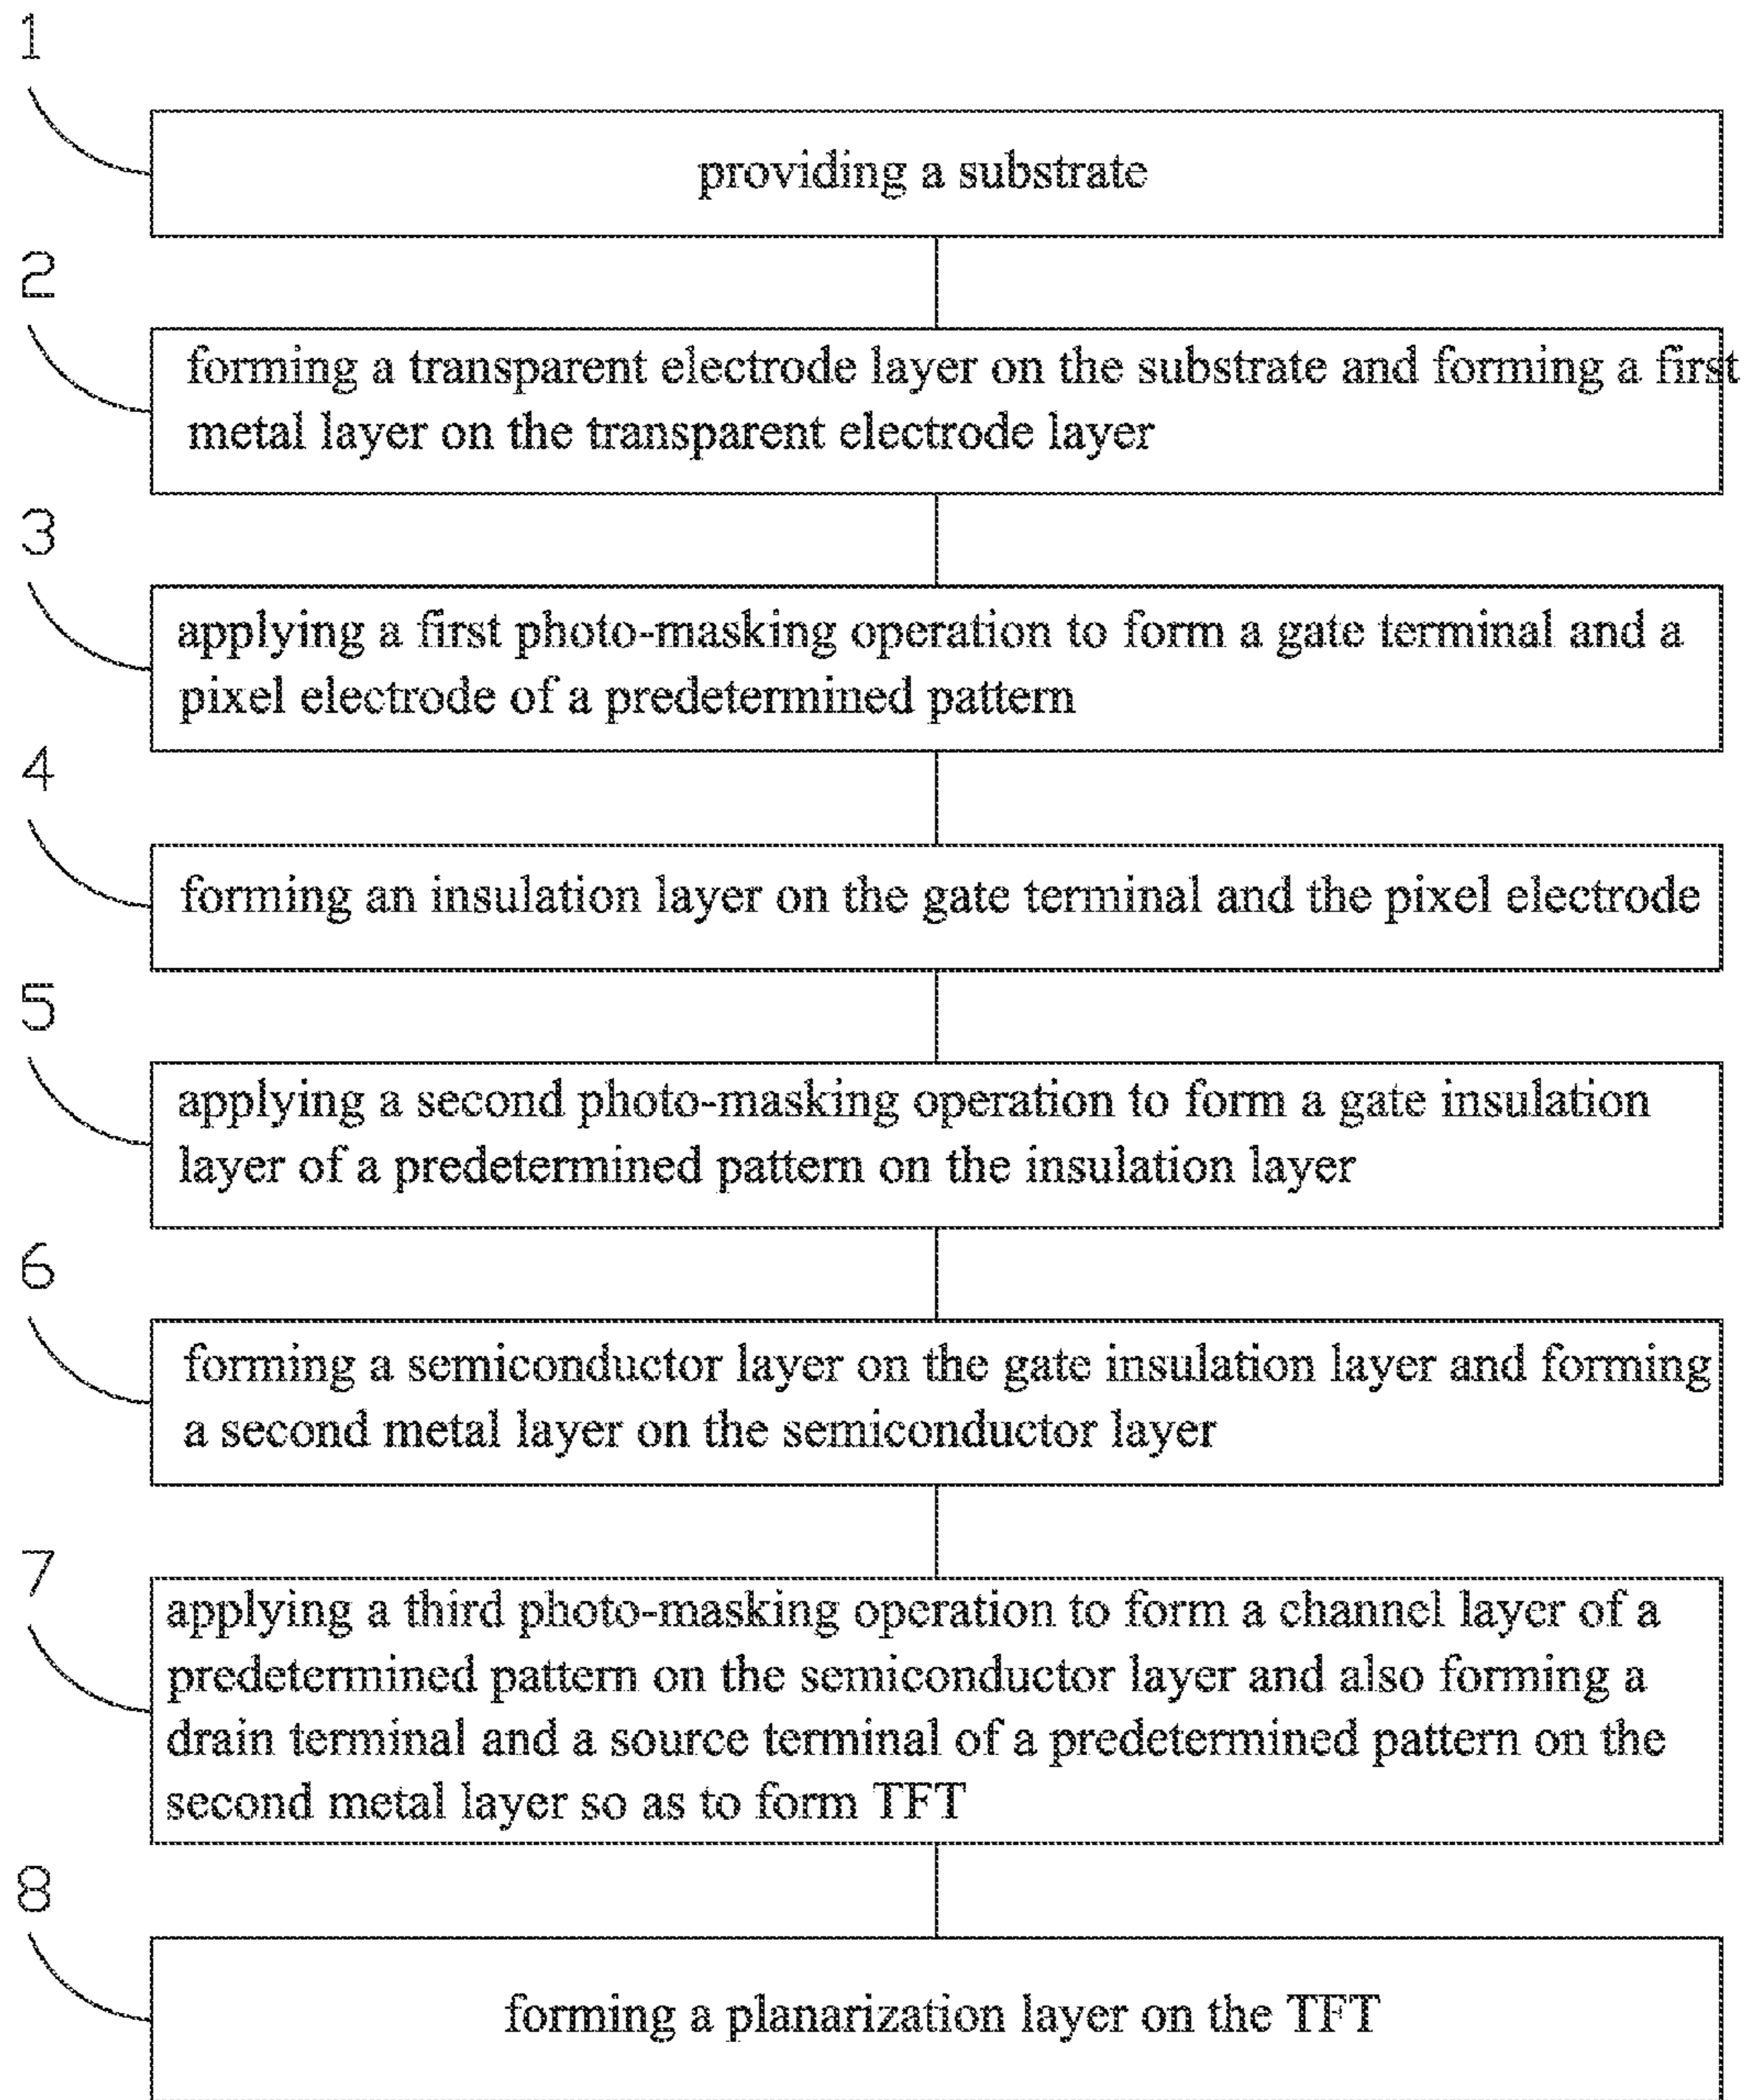 1
providing a substrate
2
forming a transparent electrode layer on the substrate and forming a first
metal layer on the transparent electrode layer
3
applying a first photo-masking operation to form a gate terminal and a
pixel electrode of a predetermined pattern
4
forming an insulation layer on the gate terminal and the pixel electrode
5
applying a second photo-masking operation to form a gate insulation
layer of a predetermined pattern on the insulation layer
6
forming a semiconductor layer on the gate insulation layer and forming
a second metal layer on the semiconductor layer
7
applying a third photo-masking operation to form a channel layer of a
predetermined pattern on the semiconductor layer and also forming a
drain terminal and a source terminal of a predetermined pattern on the
second metal layer so as to form TFT
8
forming a planarization layer on the TFT